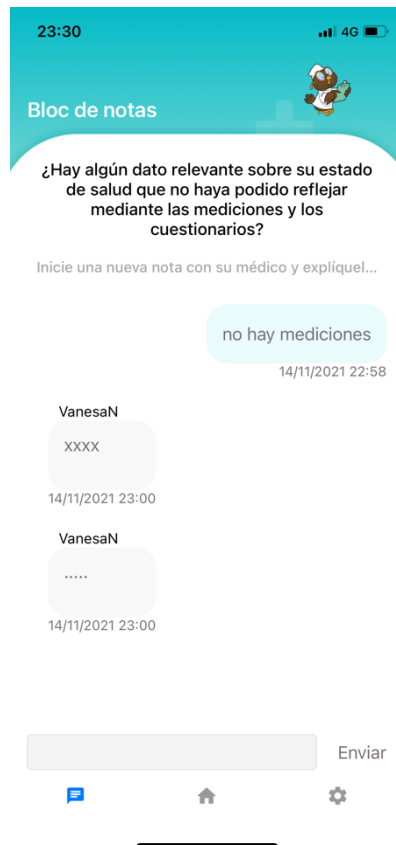 23:30
4G
Bloc de notas
¿Hay algún dato relevante sobre su estado
de salud que no haya podido reflejar
mediante las mediciones y los
cuestionarios?
Inicie una nueva nota con su médico y explíquel...
no hay mediciones
14/11/2021 22:58
VanesaN
xxxx
14/11/2021 23:00
VanesaN
.....
14/11/2021 23:00
Enviar